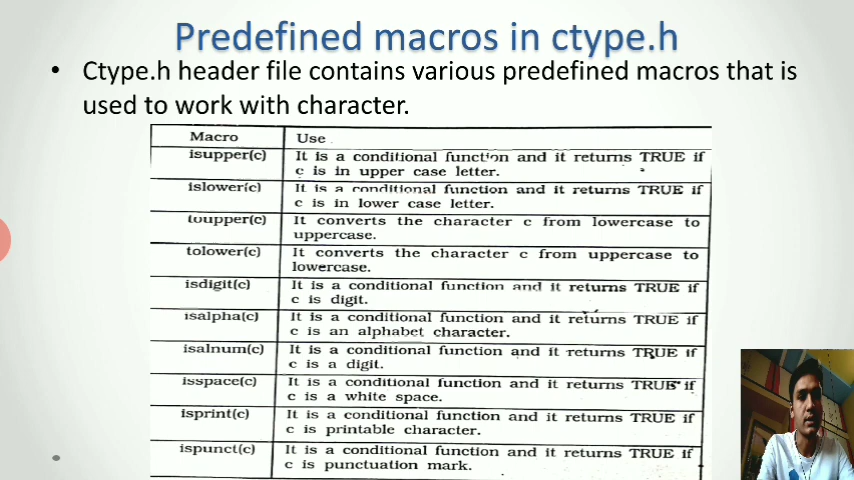 Predefined macros in ctype.h
• Ctype.h header file contains various predefined macros that is
used to work with character.
Macro Use
isupper(c) It is a conditional function and it returns TRUE if
c is in upper case letter.
islower(c) It is a conditional function and it returns TRUE if
c is in lower case letter.
toupper(c) It converts the character c from lowercase to
uppercase.
tolower(c) It converts the character c from uppercase to
lowercase.
isdigit(c) It is a conditional function and it returns TRUE if
c is digit.
isalpha(c) It is a conditional function and it returns TRUE if
c is an alphabet character.
isalnum(c) It is a conditional function and it returns TRUE if
c is a digit.
isspace(c) It is a conditional function and it returns TRUE if
c is a white space.
isprint(c) It is a conditional function and it returns TRUE if
c is printable character.
ispunct(c) It is a conditional function and it returns TRUE if
c is punctuation mark.